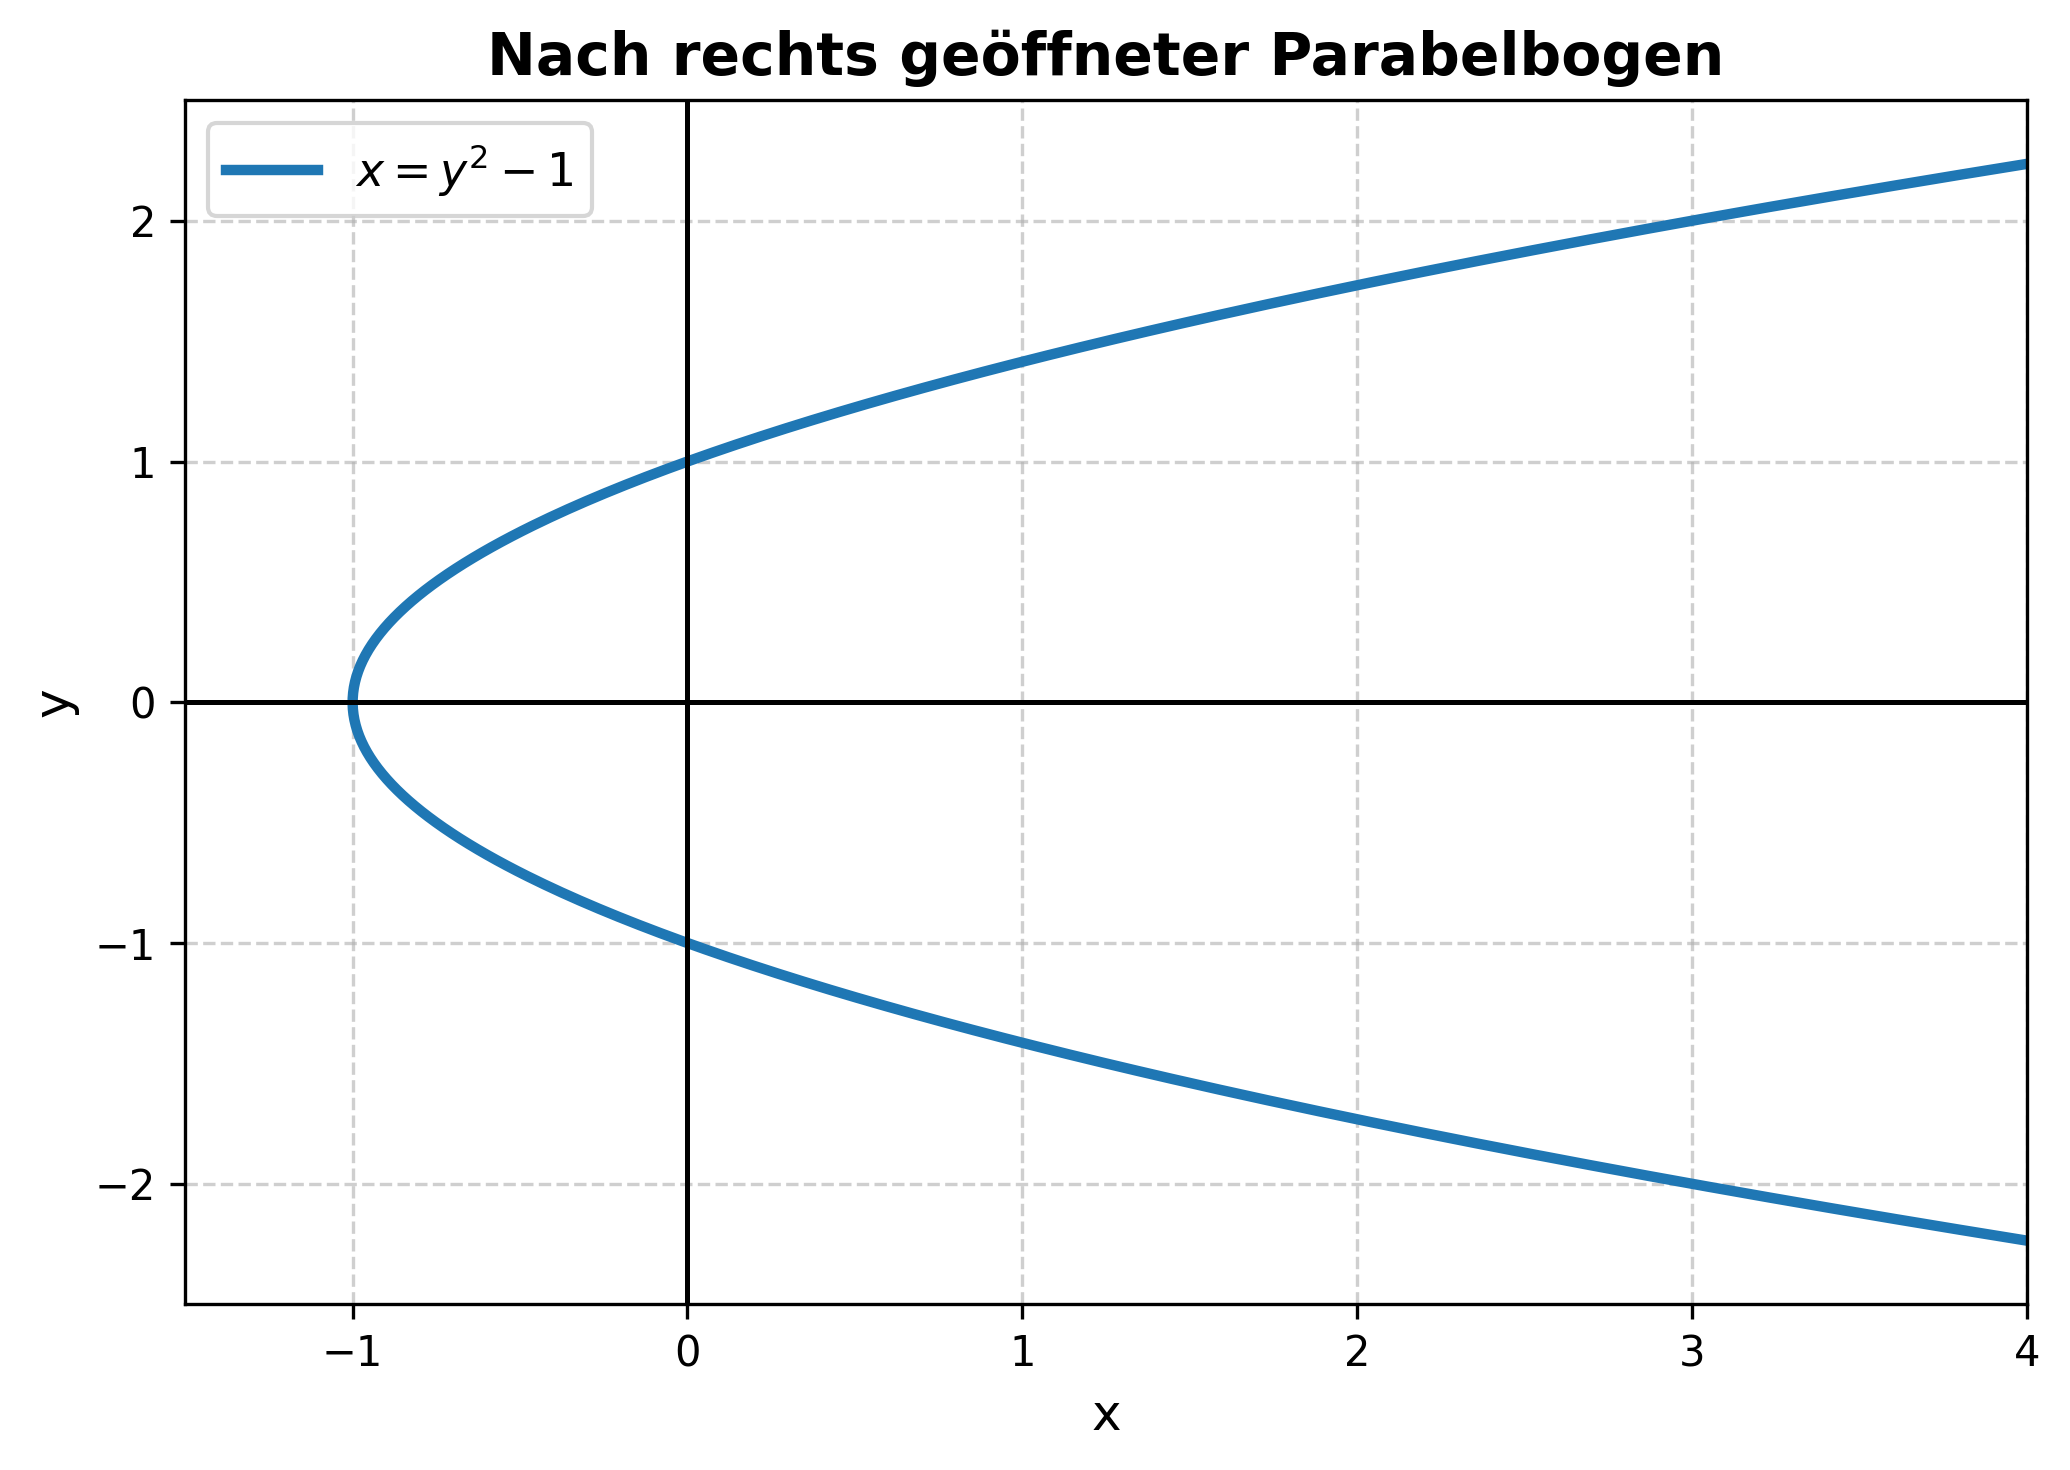 Nach rechts geöffneter Parabelbogen
x = y² − 1
2
1
0
−1
−2
y
−1
0
1
2
3
4
x